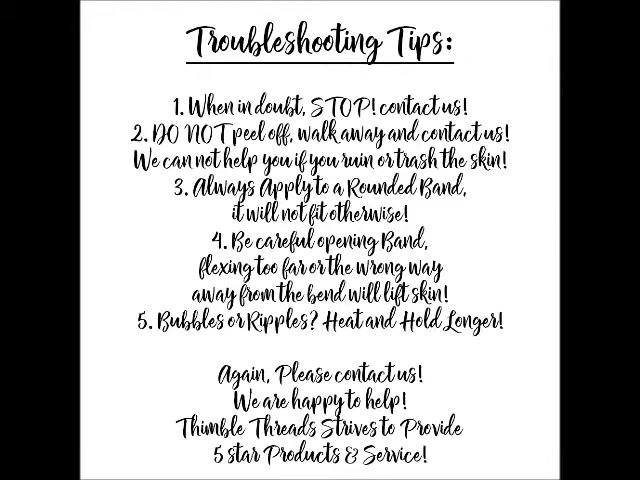 Troubleshooting Tips:
1. When in doubt, STOP! contact us!
2. DO NOT peel off, walk away and contact us!
We can not help you if you ruin or trash the skin!
3. Always Apply to a Rounded Band,
it will not fit otherwise!
4. Be careful opening Band,
flexing too far or the wrong way
away from the bend will lift skin!
5. Bubbles or Ripples? Heat and Hold Longer!
Again, Please contact us!
We are happy to help!
Thimble Threads Strives to Provide
5 star Products & Service!